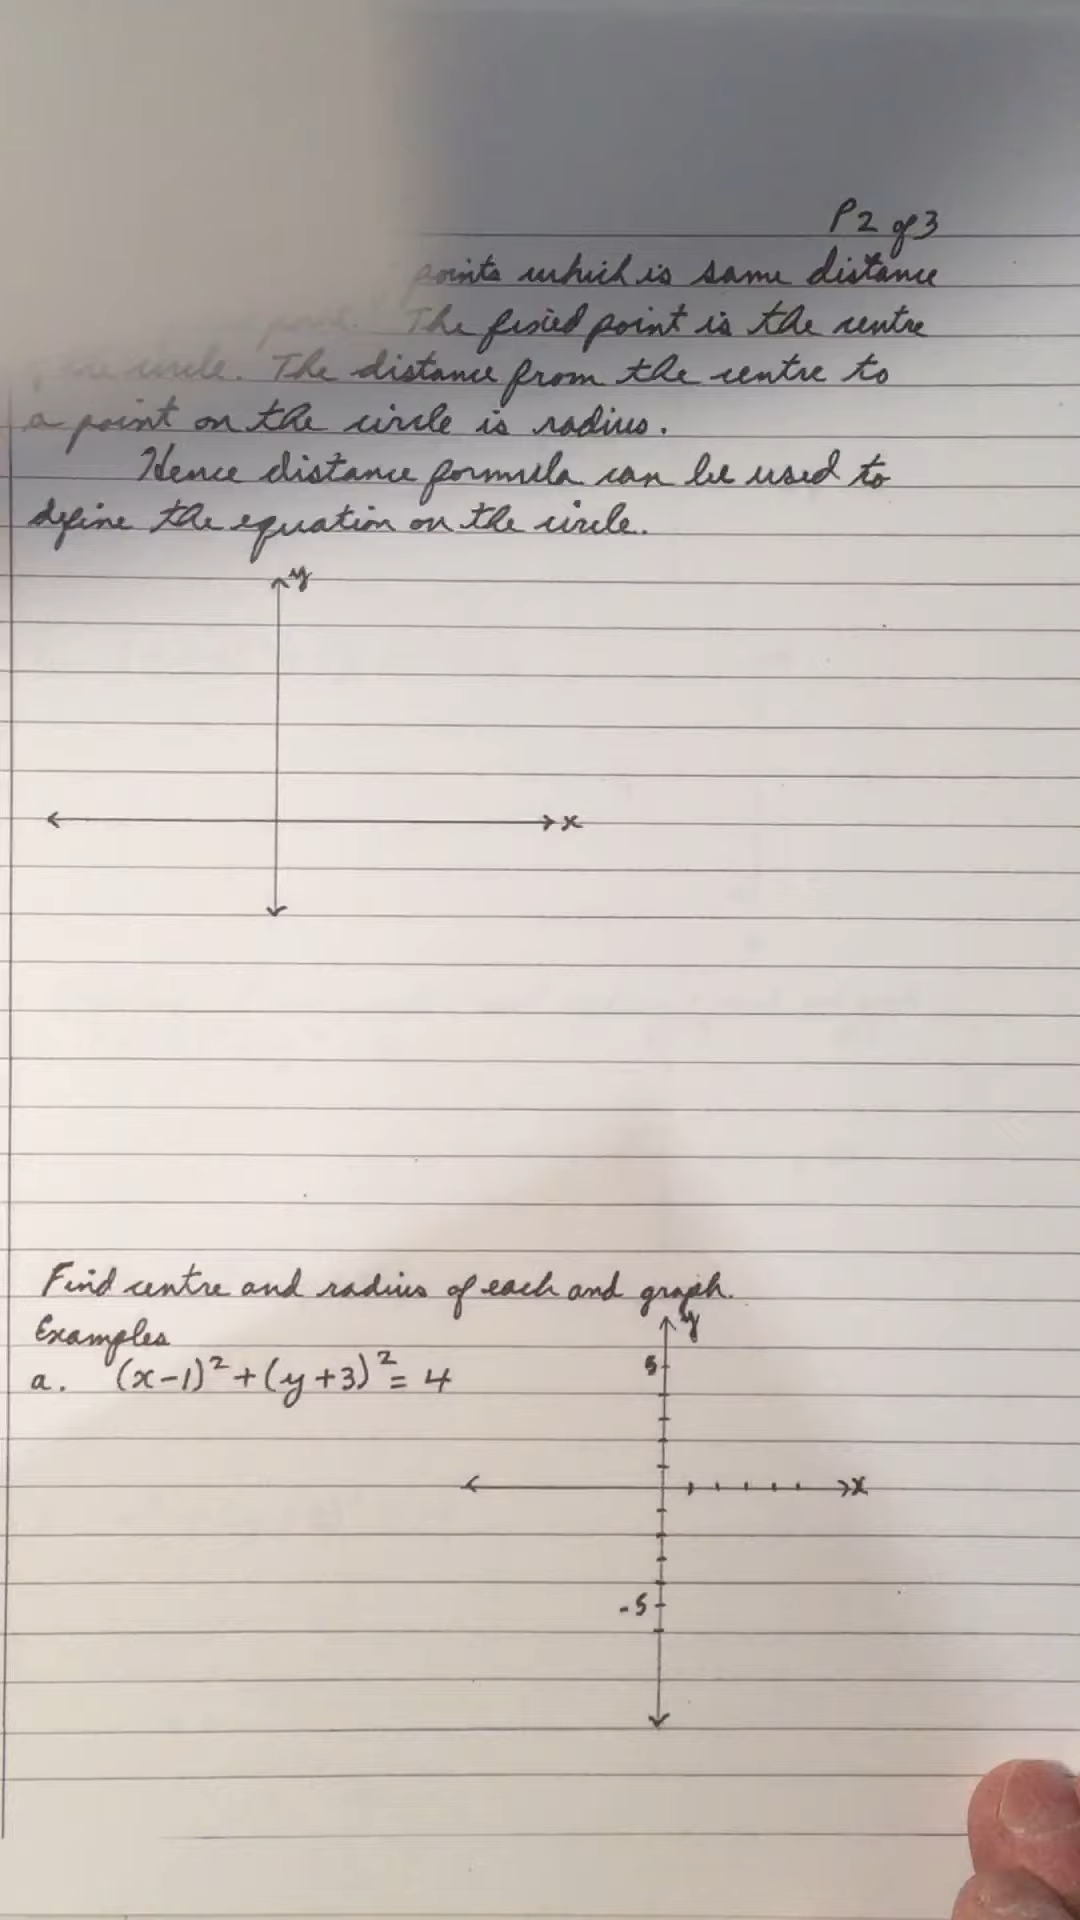 P2 of 3
points which is same distance
point. The fixed point is the centre
circle. The distance from the centre to
a point on the circle is radius.
Hence distance formula can be used to
define the equation on the circle.
y
x
Find centre and radius of each and graph.
Examples
a. (x-1)² + (y+3)² = 4
y
5
x
-5